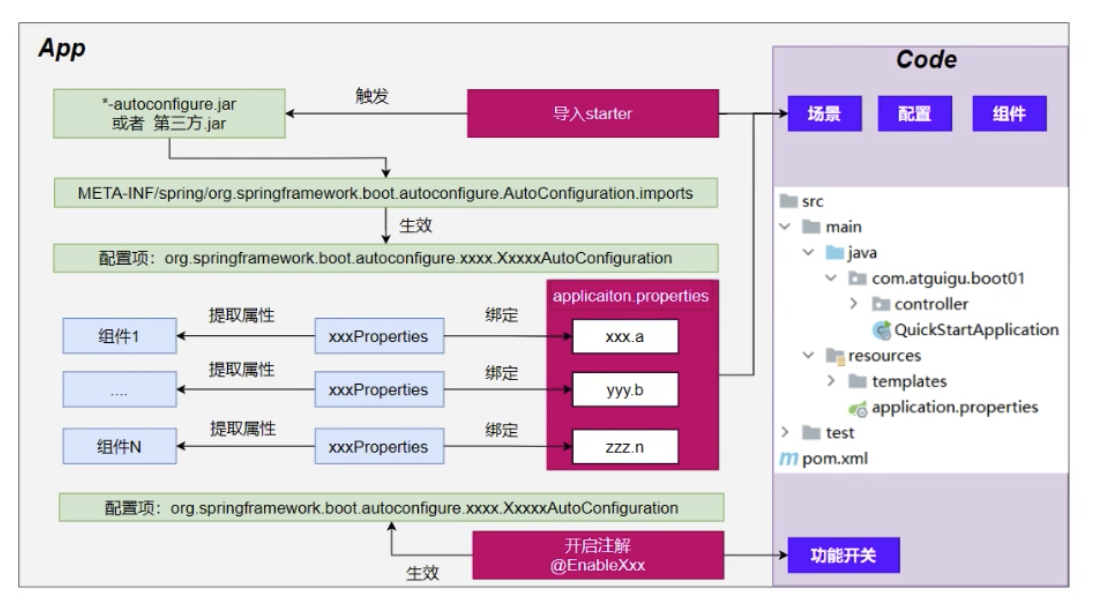 App
Code
*-autoconfigure.jar
或者 第三方.jar
触发
导入starter
场景
配置
组件
META-INF/spring/org.springframework.boot.autoconfigure.AutoConfiguration.imports
生效
配置项：org.springframework.boot.autoconfigure.xxxx.XxxxxAutoConfiguration
applicaiton.properties
组件1
提取属性
xxxProperties
绑定
xxx.a
....
提取属性
xxxProperties
绑定
yyy.b
组件N
提取属性
xxxProperties
绑定
zzz.n
src
main
java
com.atguigu.boot01
controller
QuickStartApplication
resources
templates
application.properties
test
pom.xml
配置项：org.springframework.boot.autoconfigure.xxxx.XxxxxAutoConfiguration
生效
开启注解
@EnableXxx
功能开关